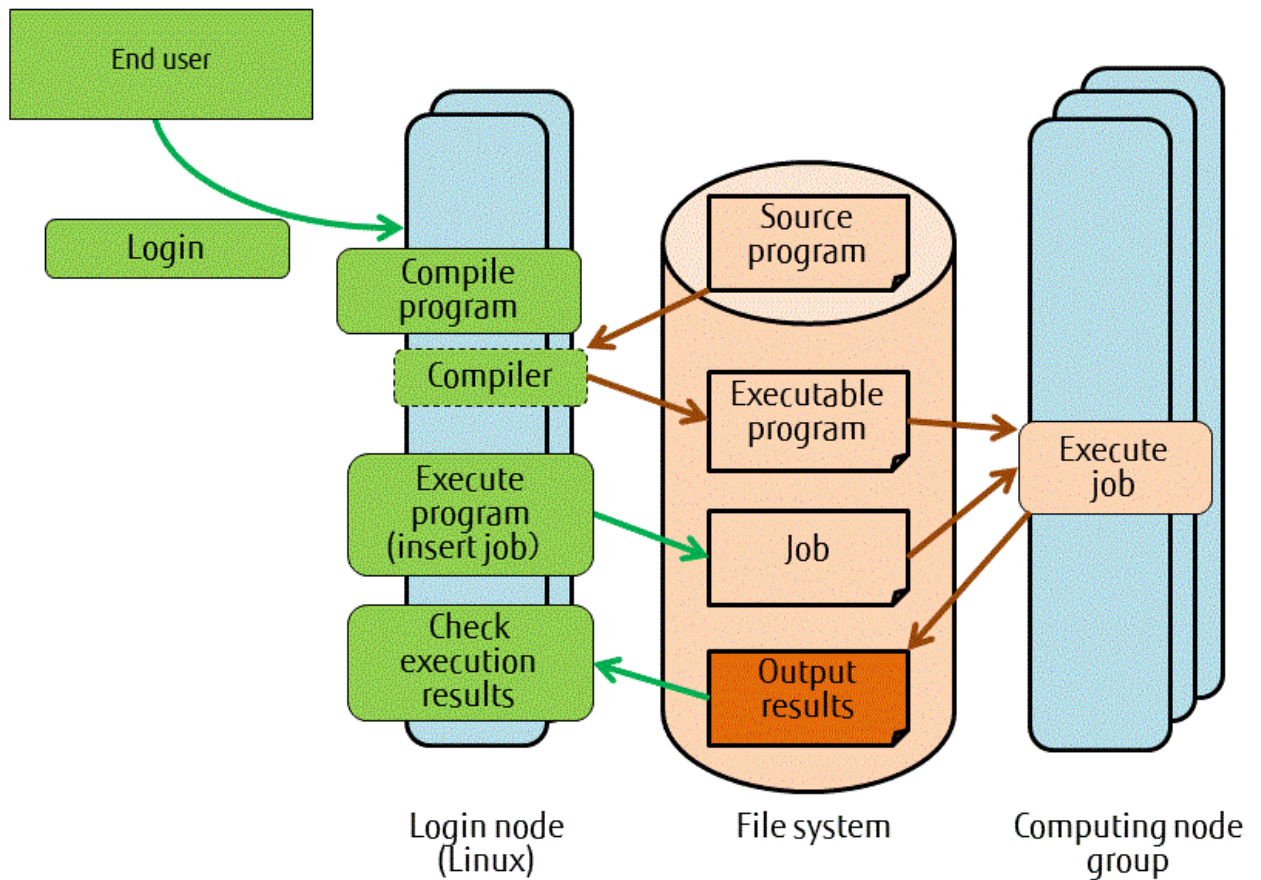 End user
Login
Compile
program
Compiler
Execute
program
(insert job)
Check
execution
results
Source
program
Executable
program
Job
Output
results
Execute
job
Login node
(Linux)
File system
Computing node
group